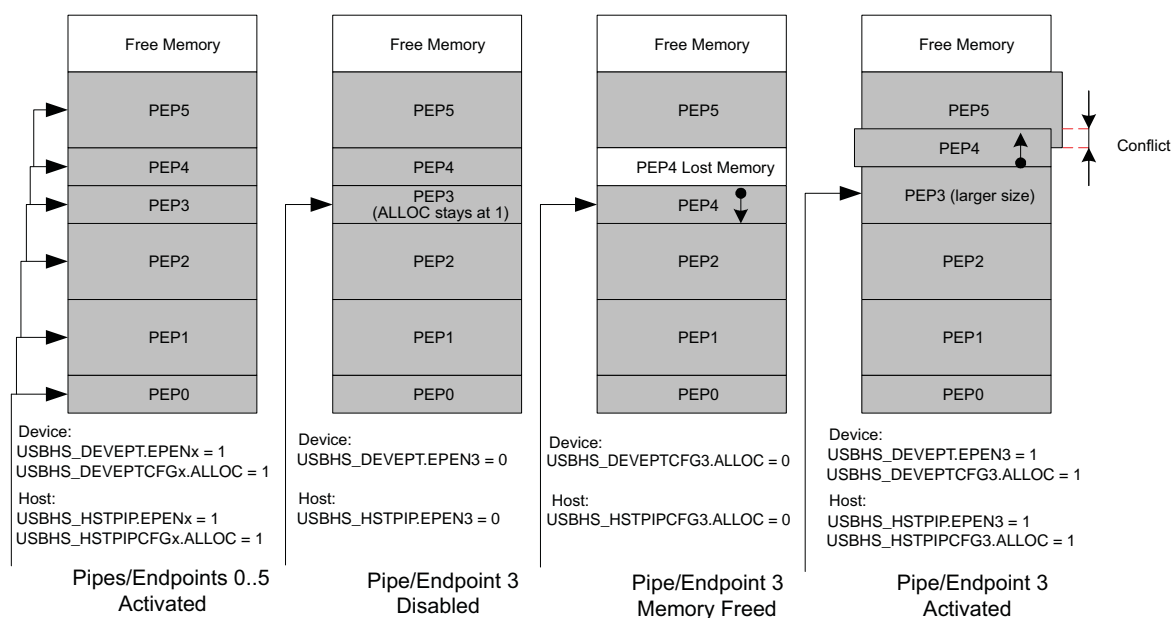 Free Memory
PEP5
PEP4
PEP3
PEP2
PEP1
PEP0
Device:
USBHS_DEVEPT.EPENx = 1
USBHS_DEVEPTCFGx.ALLOC = 1
Host:
USBHS_HSTPIP.EPENx = 1
USBHS_HSTPIPCFGx.ALLOC = 1
Pipes/Endpoints 0..5
Activated
Free Memory
PEP5
PEP4
PEP3
(ALLOC stays at 1)
PEP2
PEP1
PEP0
Device:
USBHS_DEVEPT.EPEN3 = 0
Host:
USBHS_HSTPIP.EPEN3 = 0
Pipe/Endpoint 3
Disabled
Free Memory
PEP5
PEP4 Lost Memory
PEP4
PEP2
PEP1
PEP0
Device:
USBHS_DEVEPTCFG3.ALLOC = 0
Host:
USBHS_HSTPIPCFG3.ALLOC = 0
Pipe/Endpoint 3
Memory Freed
Free Memory
PEP5
PEP4
Conflict
PEP3 (larger size)
PEP2
PEP1
PEP0
Device:
USBHS_DEVEPT.EPEN3 = 1
USBHS_DEVEPTCFG3.ALLOC = 1
Host:
USBHS_HSTPIP.EPEN3 = 1
USBHS_HSTPIPCFG3.ALLOC = 1
Pipe/Endpoint 3
Activated